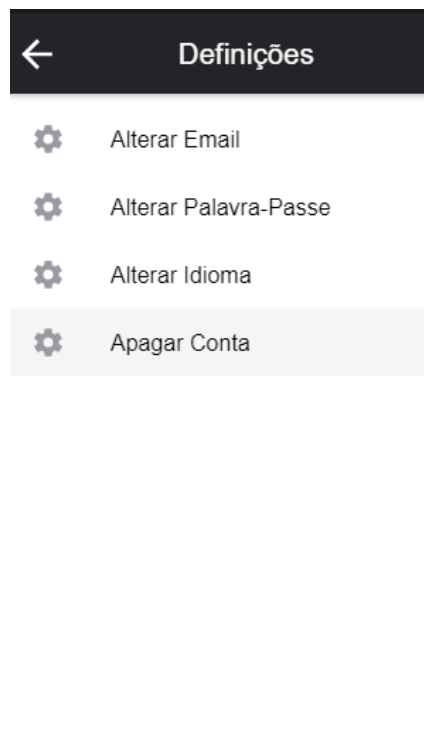 Definições
Alterar Email
Alterar Palavra-Passe
Alterar Idioma
Apagar Conta